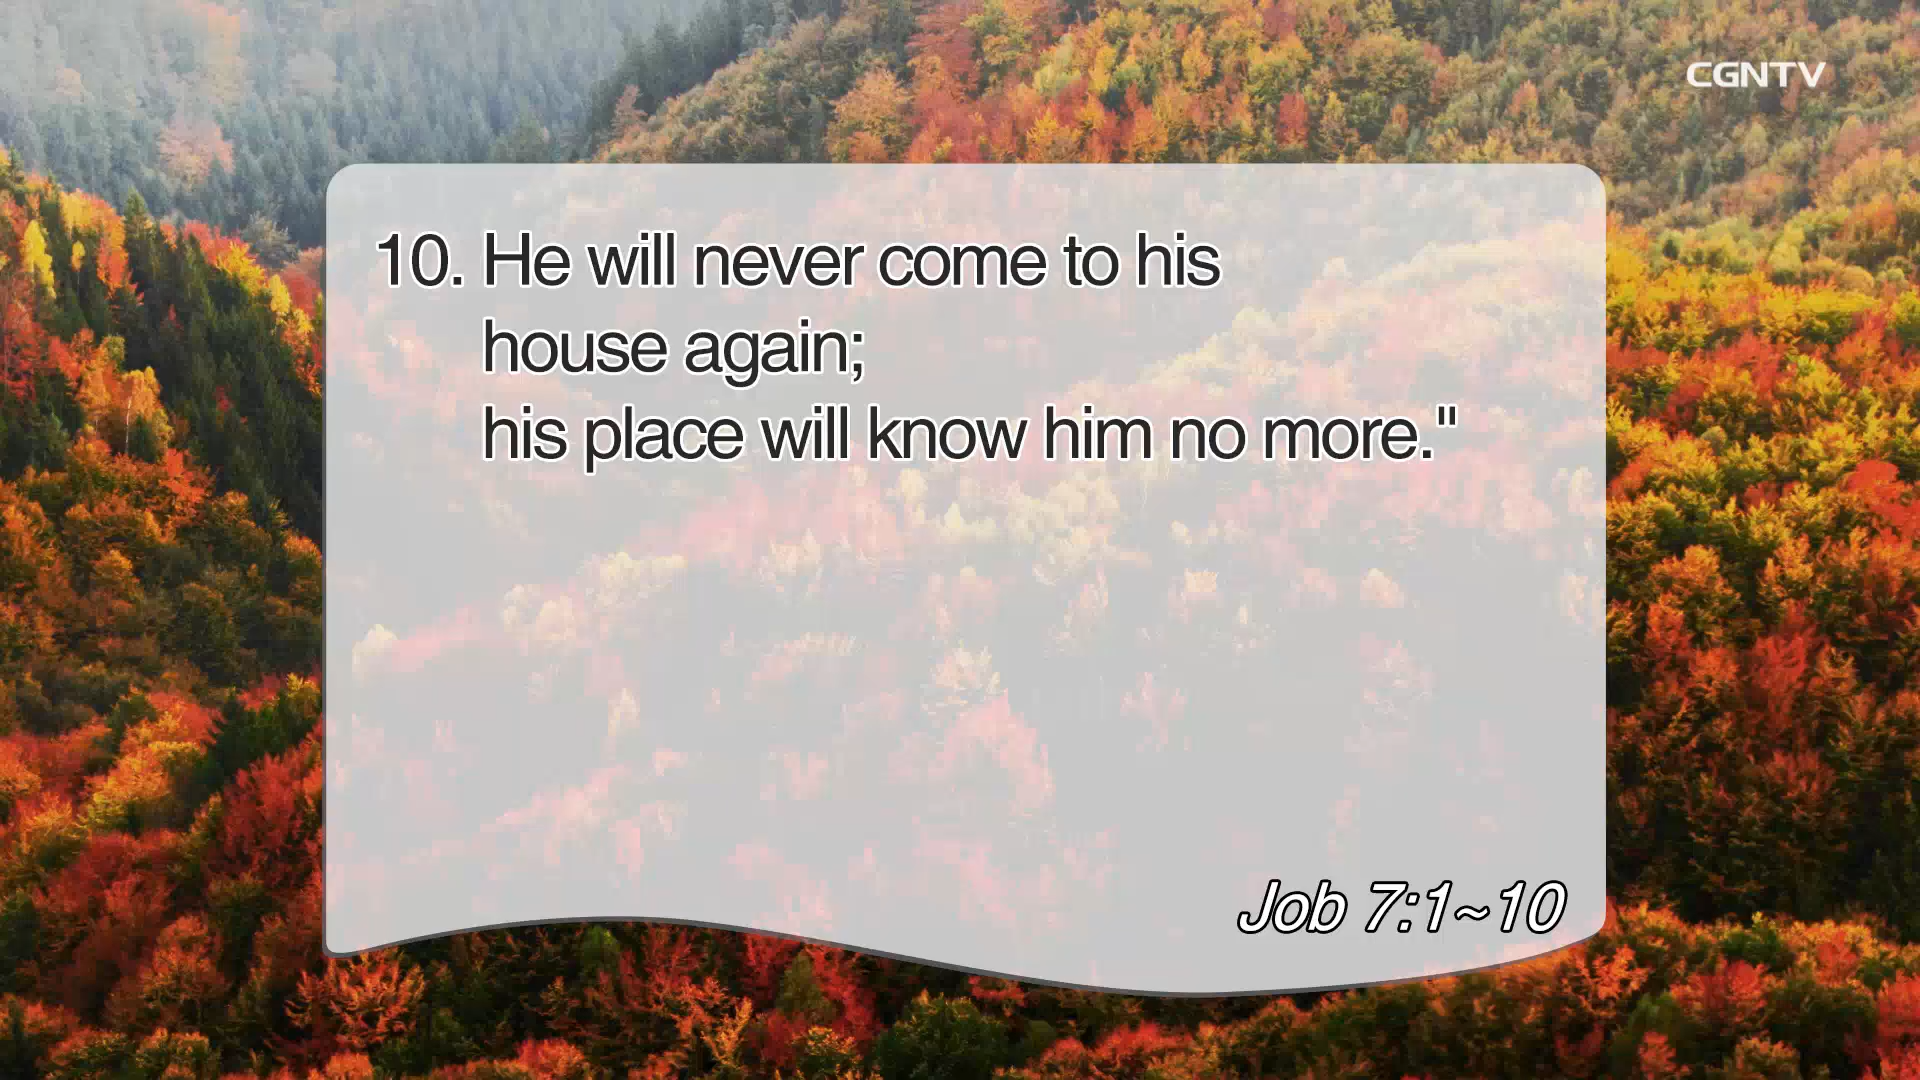 CGNTV
10. He will never come to his
house again;
his place will know him no more."
Job 7:1~10